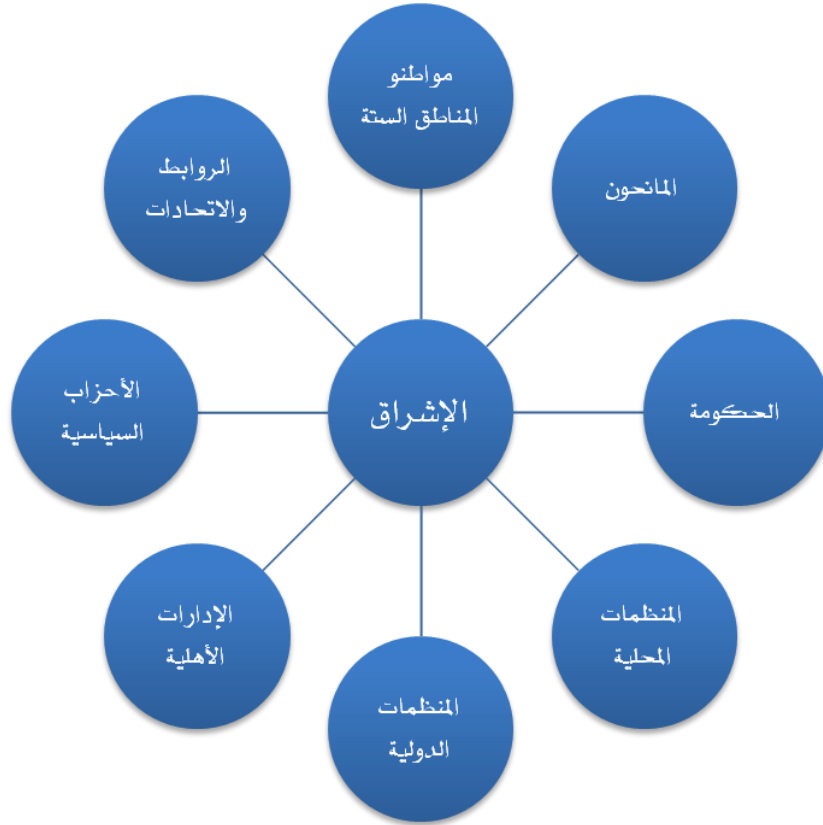 مواطنو
المناطق الستة
المانحون
الروابط
والاتحادات
الحكومة
الإشراق
الأحزاب
السياسية
المنظمات
المحلية
الإدارات
الأهلية
المنظمات
الدولية